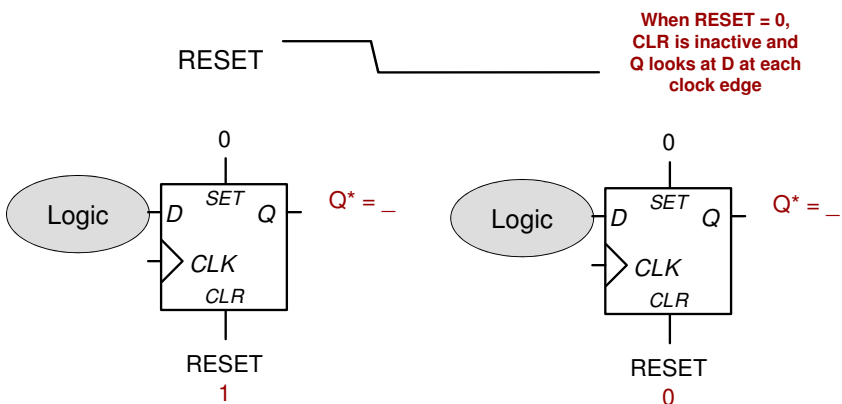 RESET
When RESET = 0,
CLR is inactive and
Q looks at D at each
clock edge
0
SET
Logic
D
Q
Q* = _
CLK
CLR
RESET
1
0
SET
Logic
D
Q
Q* = _
CLK
CLR
RESET
0